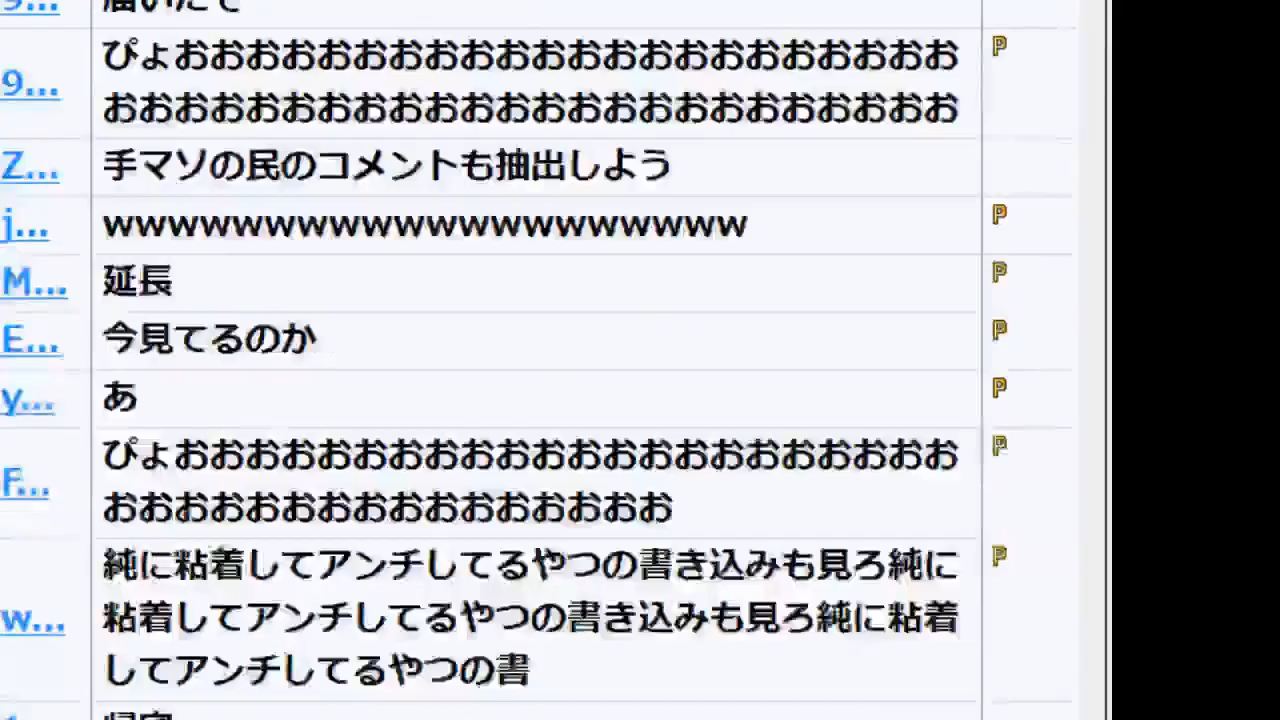 9...
届いたぞ
9...
ぴょおおおおおおおおおおおおおおおおおおおおおお
おおおおおおおおおおおおおおおおおおおおおおおお
P
Z...
手マソの民のコメントも抽出しよう
j...
wwwwwwwwwwwwwwwwwwww
P
M...
延長
P
E...
今見てるのか
P
y...
あ
P
F...
ぴょおおおおおおおおおおおおおおおおおおおおおお
おおおおおおおおおおおおおおおお
P
w...
純に粘着してアンチしてるやつの書き込みも見ろ純に
粘着してアンチしてるやつの書き込みも見ろ純に粘着
してアンチしてるやつの書
P